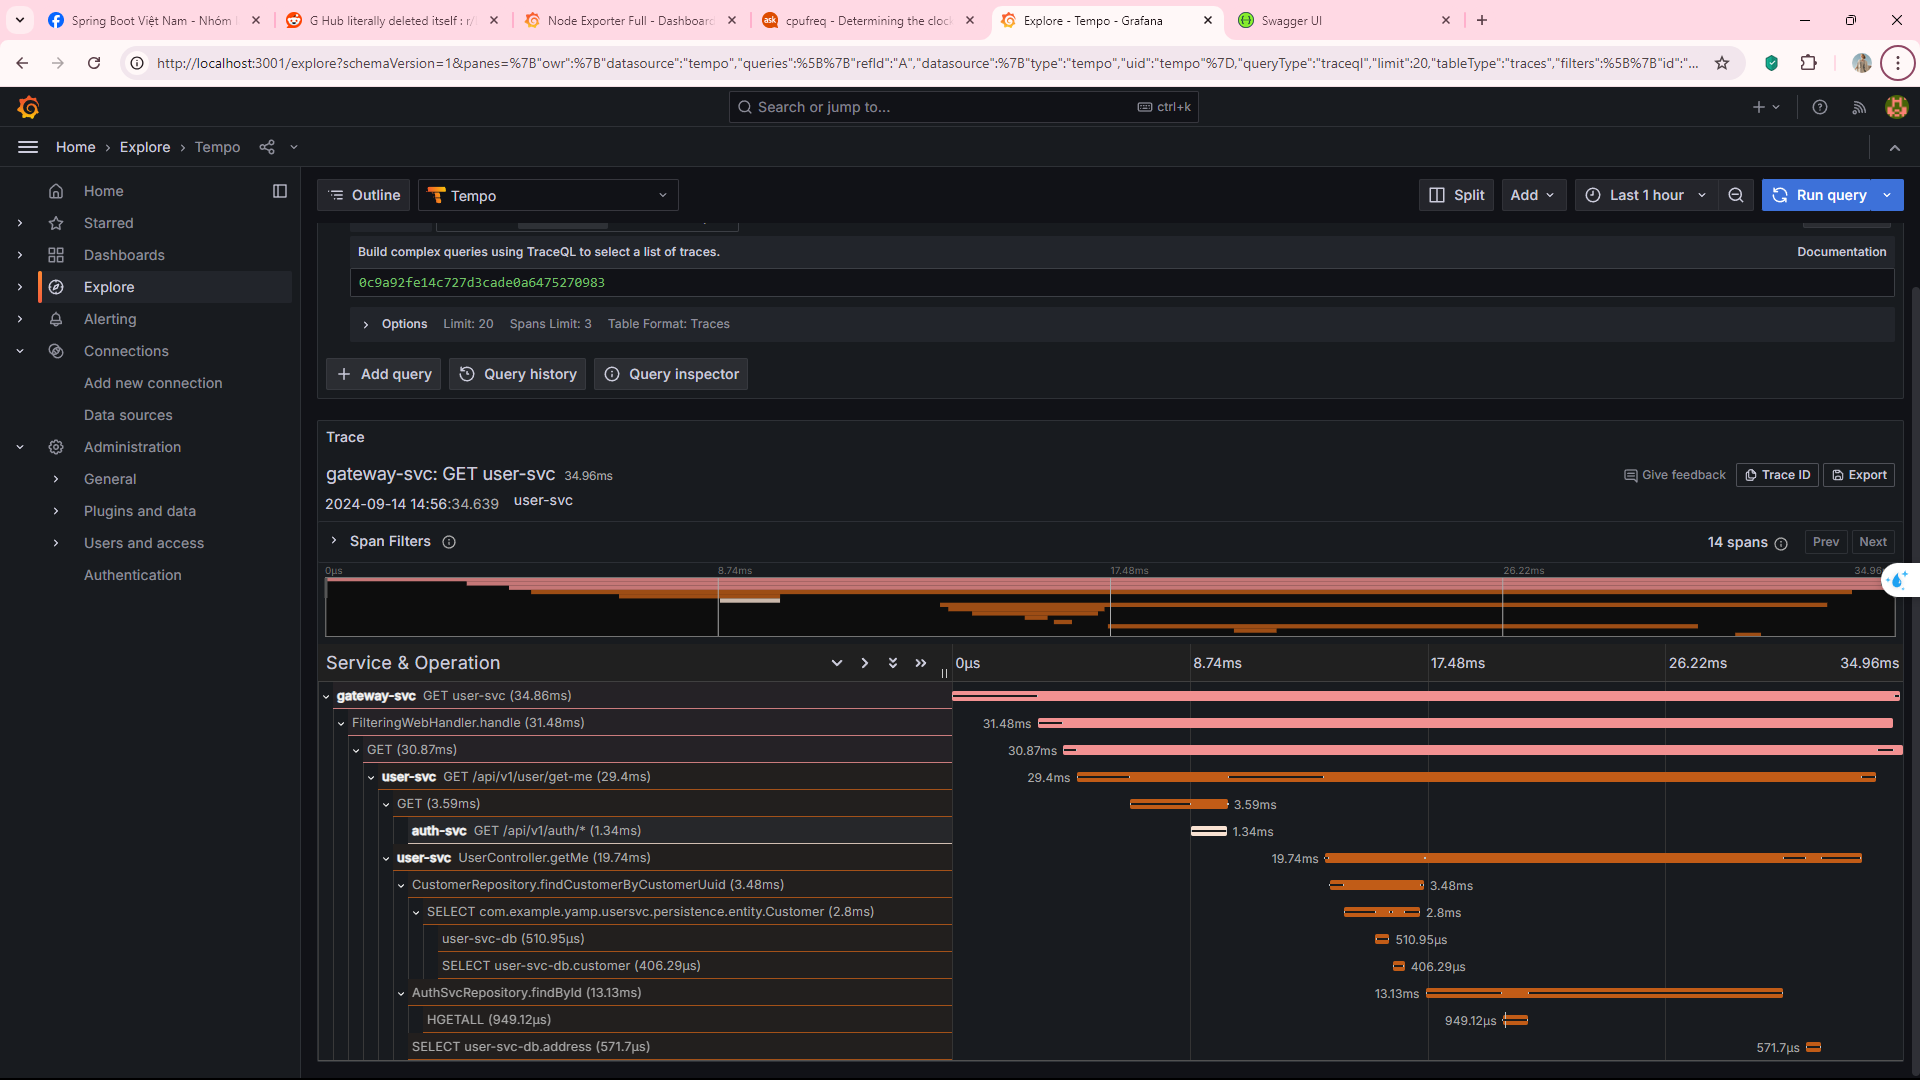 Spring Boot Việt Nam - Nhóm
G Hub literally deleted itself : r/
Node Exporter Full - Dashboard
cpufreq - Determining the clock
Explore - Tempo - Grafana
Swagger UI
http://localhost:3001/explore?schemaVersion=1&panes=%7B"owr":%7B"datasource":"tempo","queries":%5B%7B"refId":"A","datasource":%7B"type":"tempo","uid":"tempo"%7D,"queryType":"traceql","limit":20,"tableType":"traces","filters":%5B%7B"id":"...
Search or jump to...
ctrl+k
Home
Explore
Tempo
Home
Starred
Dashboards
Explore
Alerting
Connections
Add new connection
Data sources
Administration
General
Plugins and data
Users and access
Authentication
Outline
Tempo
Split
Add
Last 1 hour
Run query
Build complex queries using TraceQL to select a list of traces.
Documentation
0c9a92fe14c727d3cade0a6475270983
Options
Limit: 20
Spans Limit: 3
Table Format: Traces
Add query
Query history
Query inspector
Trace
gateway-svc: GET user-svc 34.96ms
Give feedback
Trace ID
Export
2024-09-14 14:56:34.639
user-svc
Span Filters
14 spans
Prev
Next
0μs
8.74ms
17.48ms
26.22ms
34.96
Service & Operation
0μs
8.74ms
17.48ms
26.22ms
34.96ms
gateway-svc GET user-svc (34.86ms)
FilteringWebHandler.handle (31.48ms)
31.48ms
GET (30.87ms)
30.87ms
user-svc GET /api/v1/user/get-me (29.4ms)
29.4ms
GET (3.59ms)
3.59ms
auth-svc GET /api/v1/auth/* (1.34ms)
1.34ms
user-svc UserController.getMe (19.74ms)
19.74ms
CustomerRepository.findCustomerByCustomerUuid (3.48ms)
3.48ms
SELECT com.example.yamp.usersvc.persistence.entity.Customer (2.8ms)
2.8ms
user-svc-db (510.95μs)
510.95μs
SELECT user-svc-db.customer (406.29μs)
406.29μs
AuthSvcRepository.findById (13.13ms)
13.13ms
HGETALL (949.12μs)
949.12μs
SELECT user-svc-db.address (571.7μs)
571.7μs